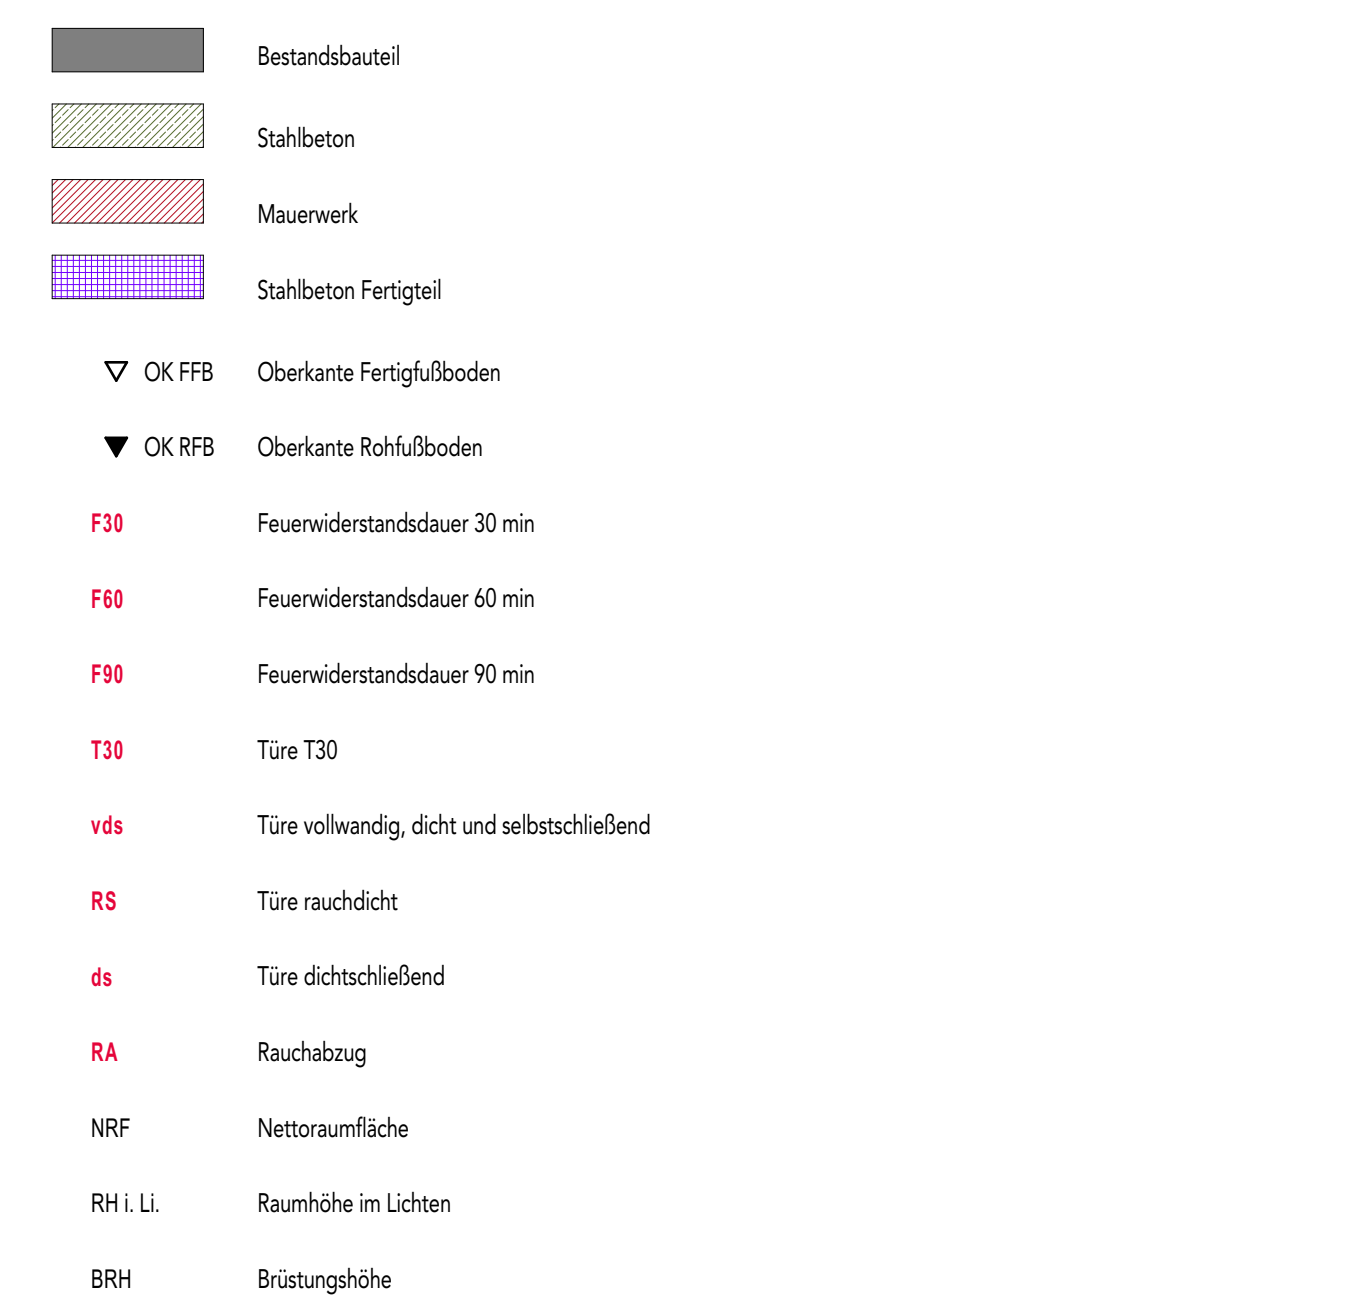 Bestandsbauteil
Stahlbeton
Mauerwerk
Stahlbeton Fertigteil
OK FFB Oberkante Fertigfußboden
OK RFB Oberkante Rohfußboden
F30 Feuerwiderstandsdauer 30 min
F60 Feuerwiderstandsdauer 60 min
F90 Feuerwiderstandsdauer 90 min
T30 Türe T30
vds Türe vollwandig, dicht und selbstschließend
RS Türe rauchdicht
ds Türe dichtschließend
RA Rauchabzug
NRF Nettoraumfläche
RH i. Li. Raumhöhe im Lichten
BRH Brüstungshöhe